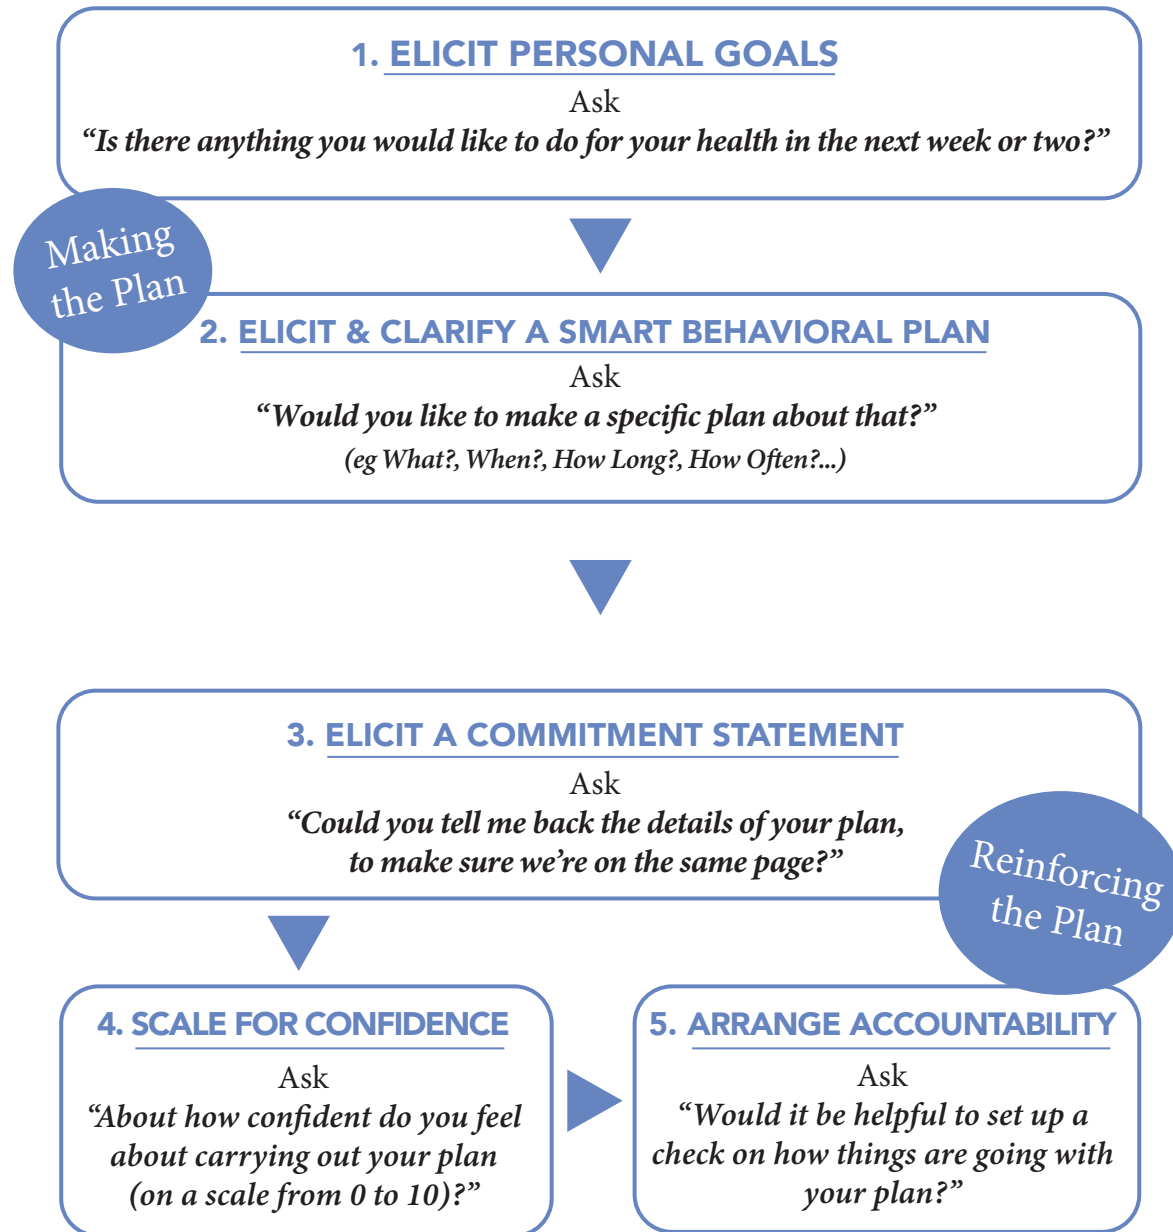 1. ELICIT PERSONAL GOALS
Ask
“Is there anything you would like to do for your health in the next week or two?”
Making
the Plan
2. ELICIT & CLARIFY A SMART BEHAVIORAL PLAN
Ask
“Would you like to make a specific plan about that?”
(eg What?, When?, How Long?, How Often?...)
3. ELICIT A COMMITMENT STATEMENT
Ask
“Could you tell me back the details of your plan,
to make sure we’re on the same page?”
Reinforcing
the Plan
4. SCALE FOR CONFIDENCE
Ask
“About how confident do you feel
about carrying out your plan
(on a scale from 0 to 10)?”
5. ARRANGE ACCOUNTABILITY
Ask
“Would it be helpful to set up a
check on how things are going with
your plan?”